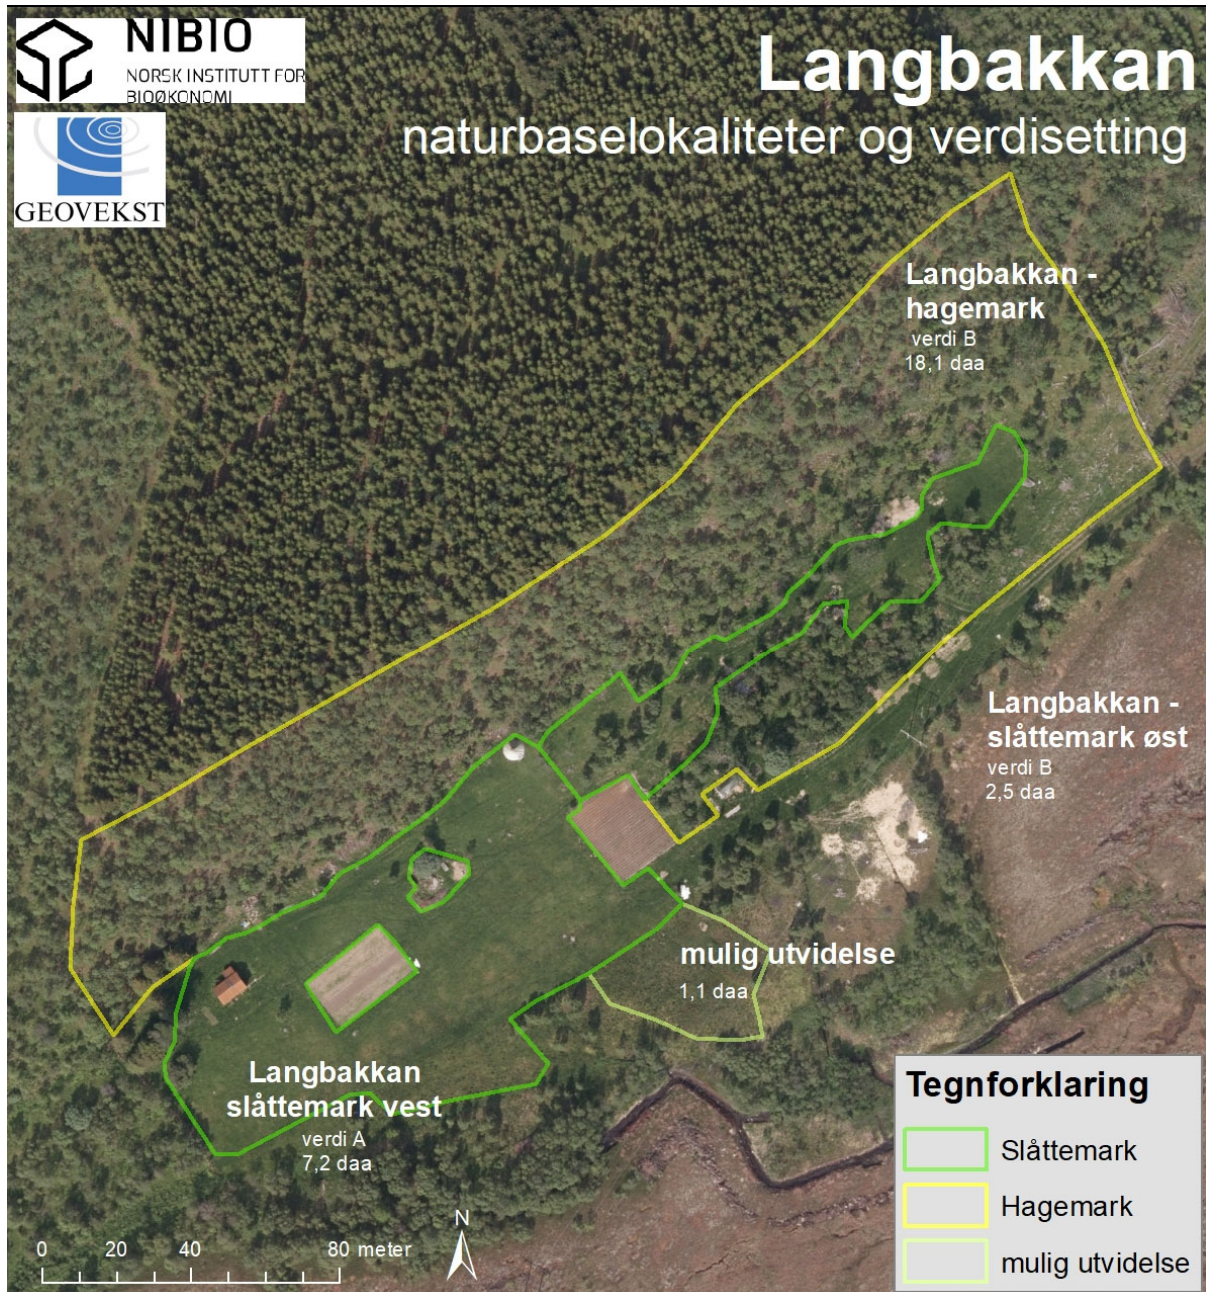 NIBIO
NORSK INSTITUTT FOR
BIOØKONOMI
GEOVEKST
Langbakkan
naturbaselokaliteter og verdisetting
Langbakkan -
hagemark
verdi B
18,1 daa
Langbakkan -
slåttemark øst
verdi B
2,5 daa
mulig utvidelse
1,1 daa
Langbakkan
slåttemark vest
verdi A
7,2 daa
Tegnforklaring
Slåttemark
Hagemark
mulig utvidelse
0 20 40 80 meter
N